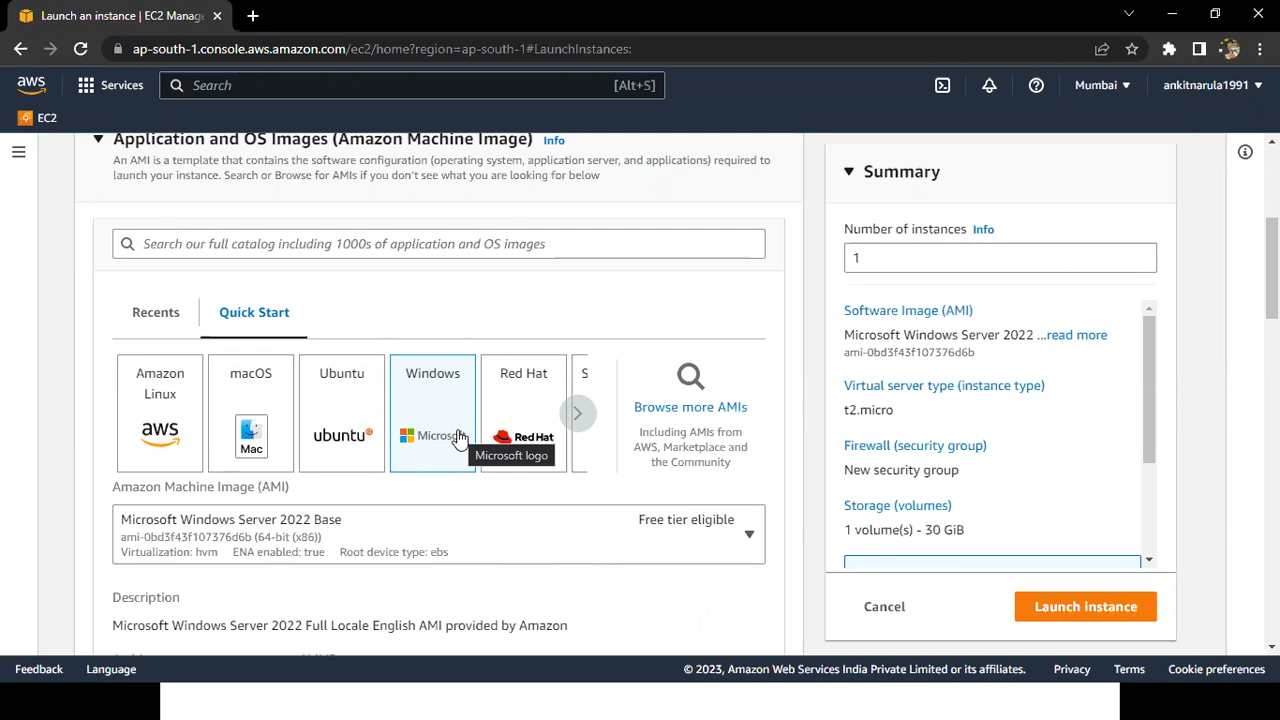 Launch an instance | EC2 Manag
ap-south-1.console.aws.amazon.com/ec2/home?region=ap-south-1#LaunchInstances:
aws
Services
Search
[Alt+S]
Mumbai
ankitnarula1991
EC2
Application and OS Images (Amazon Machine Image)
Info
An AMI is a template that contains the software configuration (operating system, application server, and applications) required to
launch your instance. Search or Browse for AMIs if you don't see what you are looking for
below
Search our full catalog including 1000s of application and OS images
Recents
Quick Start
Amazon
Linux
aws
macOS
Mac
Ubuntu
ubuntu
Windows
Microsoft
Red Hat
Red Hat
S
Microsoft logo
Browse more AMIs
Including AMIs from
AWS, Marketplace and
the Community
Amazon Machine Image (AMI)
Microsoft Windows Server 2022 Base
Free tier eligible
ami-0bd3f43f107376d6b (64-bit (x86))
Virtualization: hvm ENA enabled: true Root device type: ebs
Description
Microsoft Windows Server 2022 Full Locale English AMI provided by Amazon
Summary
Number of instances Info
1
Software Image (AMI)
Microsoft Windows Server 2022 ...read more
ami-0bd3f43f107376d6b
Virtual server type (instance type)
t2.micro
Firewall (security group)
New security group
Storage (volumes)
1 volume(s) - 30 GiB
Cancel
Launch instance
Feedback
Language
© 2023, Amazon Web Services India Private Limited or its affiliates.
Privacy
Terms
Cookie preferences